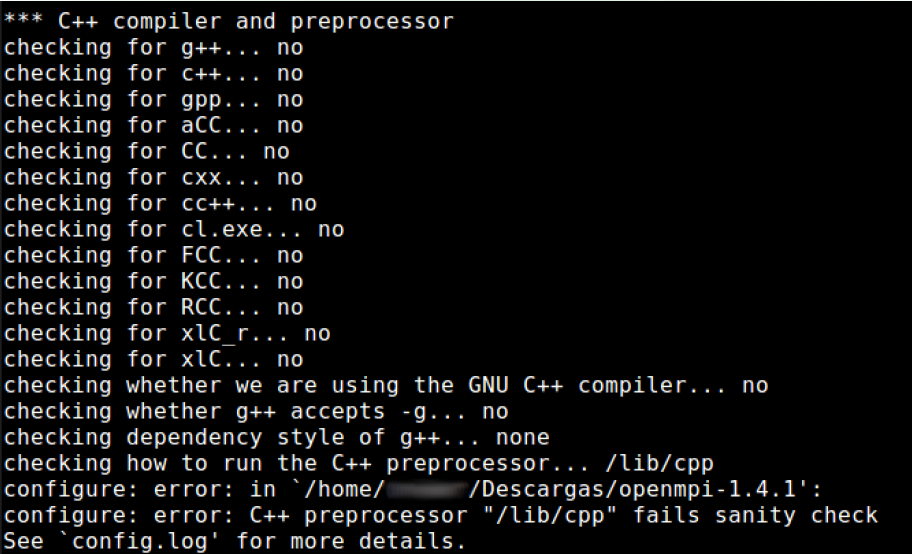 *** C++ compiler and preprocessor
checking for g++... no
checking for c++... no
checking for gpp... no
checking for aCC... no
checking for CC... no
checking for cxx... no
checking for cc++... no
checking for cl.exe... no
checking for FCC... no
checking for KCC... no
checking for RCC... no
checking for xlC_r... no
checking for xlC... no
checking whether we are using the GNU C++ compiler... no
checking whether g++ accepts -g... no
checking dependency style of g++... none
checking how to run the C++ preprocessor... /lib/cpp
configure: error: in `/home/ /Descargas/openmpi-1.4.1':
configure: error: C++ preprocessor "/lib/cpp" fails sanity check
See `config.log' for more details.